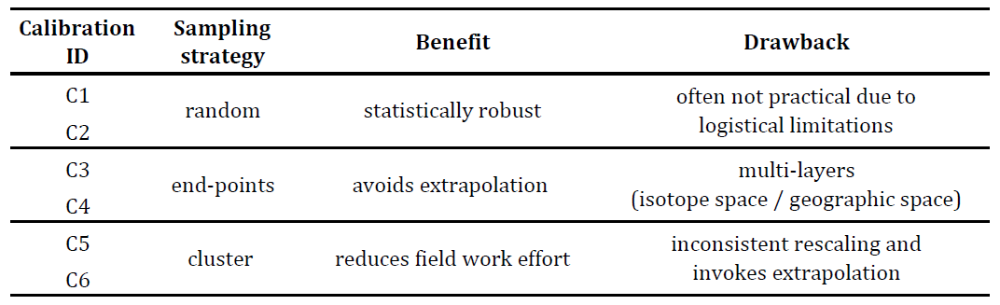 Calibration ID | Sampling strategy | Benefit | Drawback
C1 | random | statistically robust | often not practical due to
C2 | logistical limitations
C3 | end-points | avoids extrapolation | multi-layers
C4 | (isotope space / geographic space)
C5 | cluster | reduces field work effort | inconsistent rescaling and
C6 | invokes extrapolation